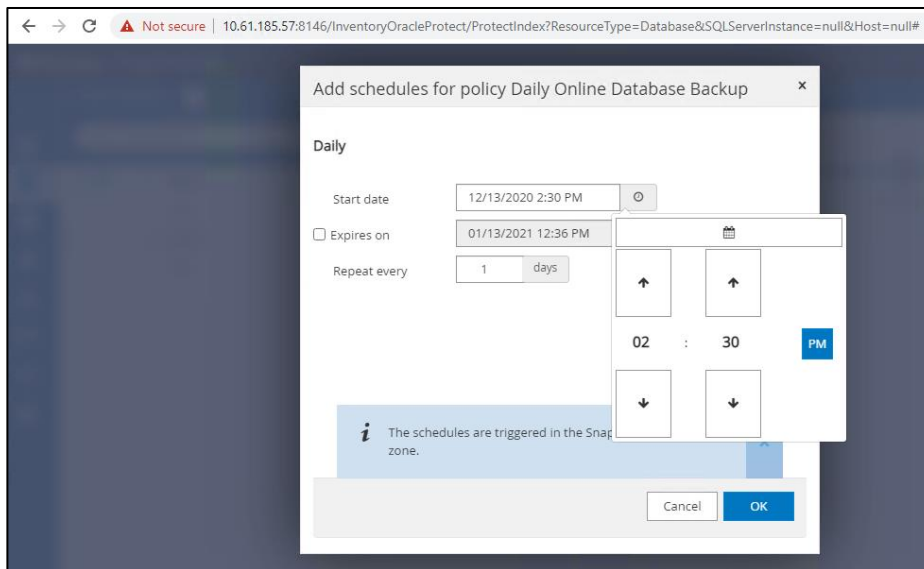 Not secure | 10.61.185.57:8146/InventoryOracleProtect/ProtectIndex?ResourceType=Database&SQLServerInstance=null&Host=null#
Add schedules for policy Daily Online Database Backup x
Daily
Start date 12/13/2020 2:30 PM
Expires on 01/13/2021 12:36 PM
Repeat every 1 days
02 : 30 PM
i The schedules are triggered in the Snap
zone.
Cancel OK